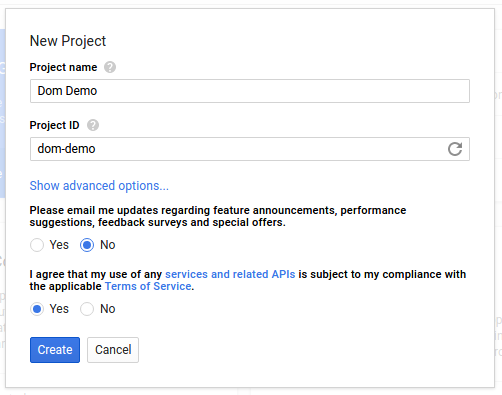 New Project
Project name ?
Dom Demo
Project ID ?
dom-demo
Show advanced options...
Please email me updates regarding feature announcements, performance
suggestions, feedback surveys and special offers.
Yes No
I agree that my use of any services and related APIs is subject to my compliance with
the applicable Terms of Service.
Yes No
Create Cancel